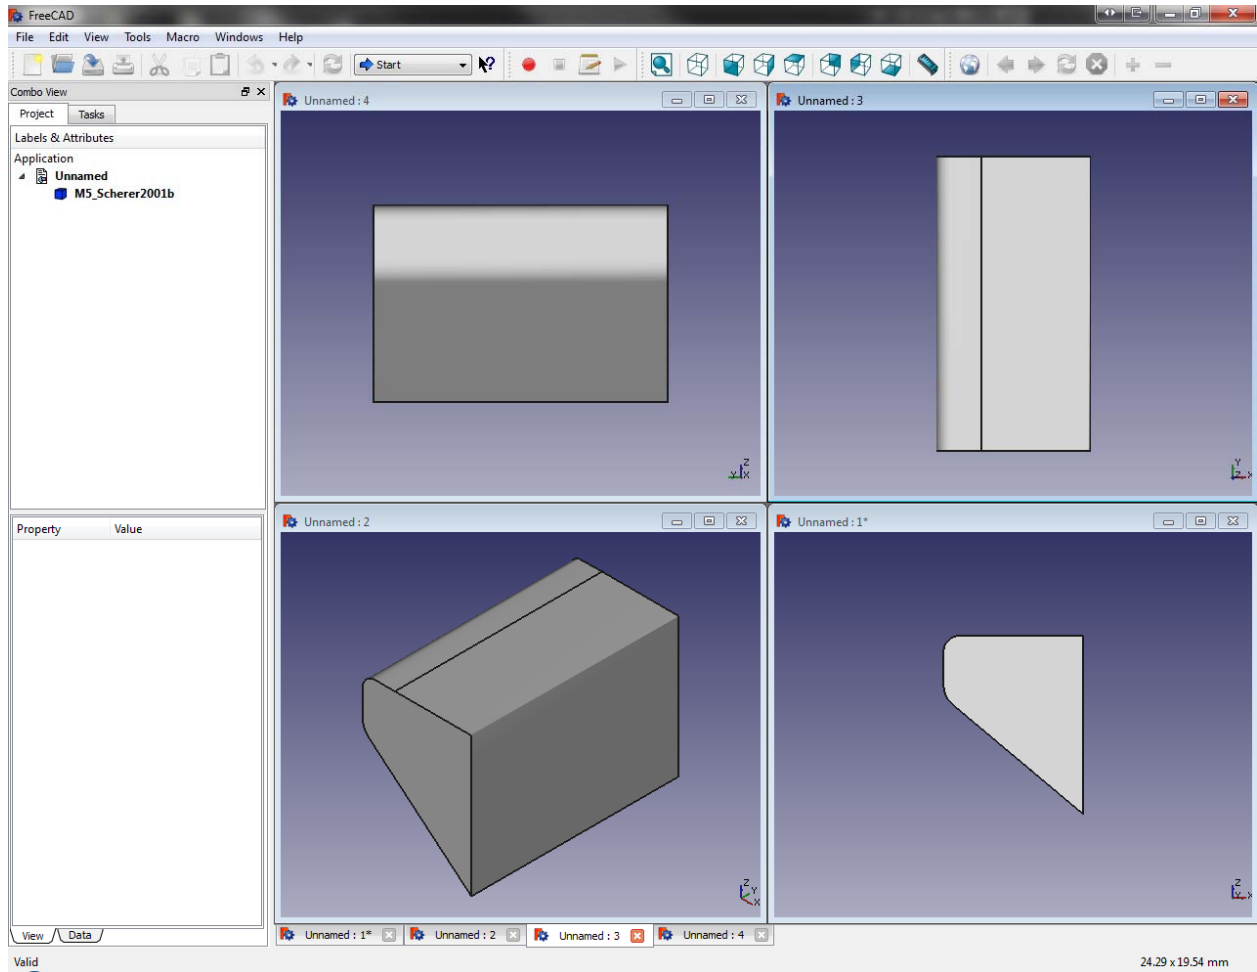 FreeCAD
File Edit View Tools Macro Windows Help
Start
Combo View
Project Tasks
Labels & Attributes
Application
Unnamed
M5_Scherer2001b
Property Value
View Data
Unnamed : 4
Z
Y X
Unnamed : 3
Y
Z X
Unnamed : 2
Z
Y
X
Unnamed : 1*
Z
X
Unnamed : 1* Unnamed : 2 Unnamed : 3 Unnamed : 4
Valid 24.29 x 19.54 mm